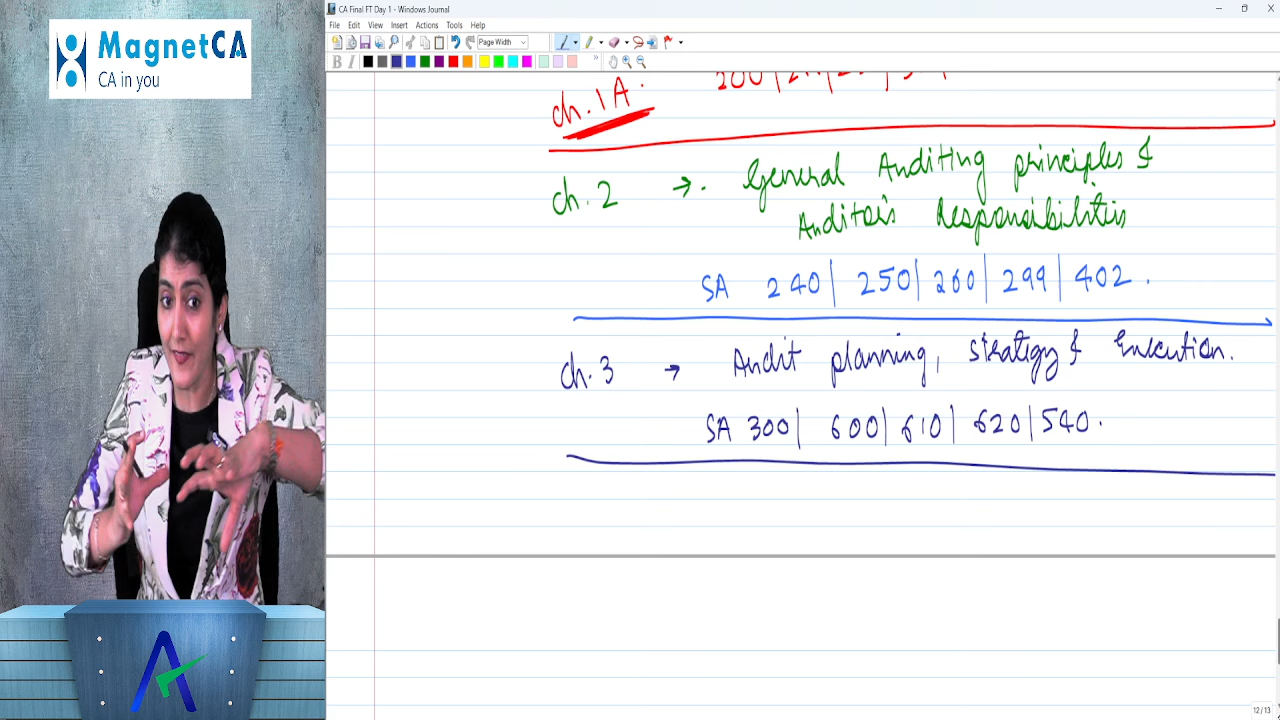 MagnetCA
CA in you
CA Final FT Day 1 - Windows Journal
File Edit View Insert Actions Tools Help
Page Width
B I
ch. 1A.
ch. 2 → . General Auditing principles &
Auditor's Responsibilities
SA 240 | 250 | 260 | 299 | 402 .
ch. 3 → Audit planning, strategy & Execution.
SA 300 | 600 | 610 | 620 | 540 .
12 / 13